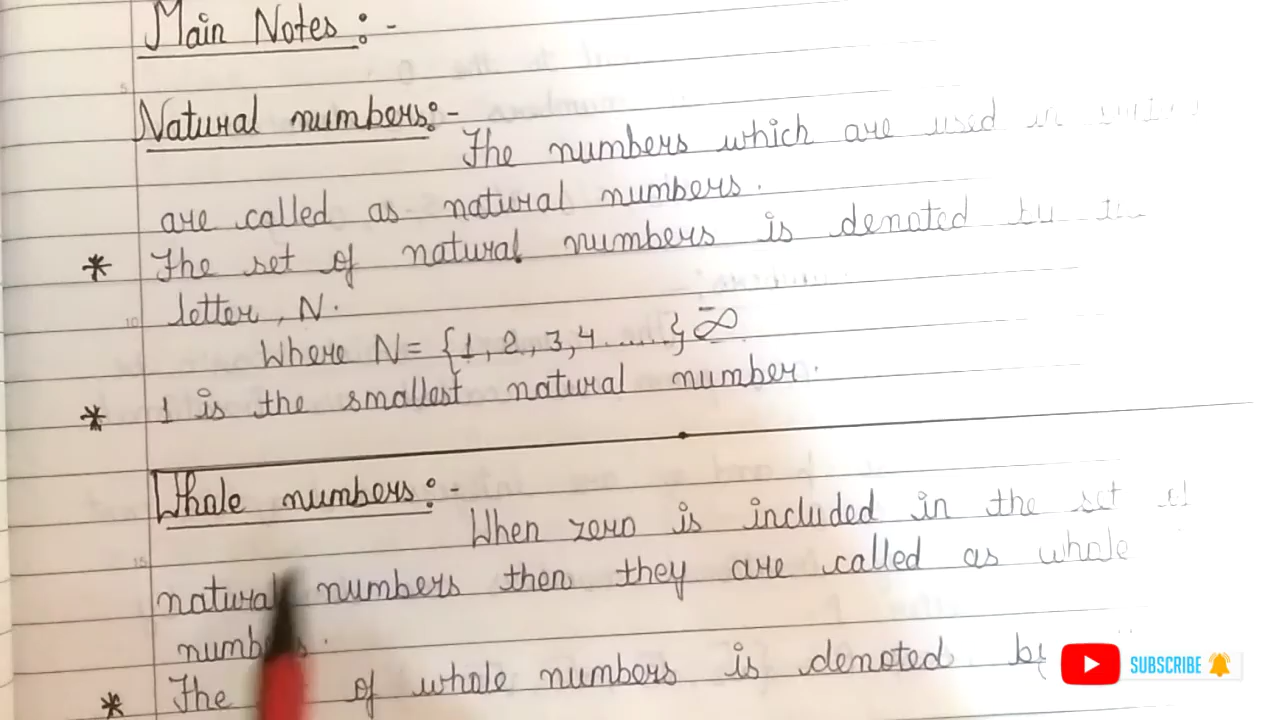 Main Notes :-
Natural numbers:-
The numbers which are used in
are called as natural numbers.
* The set of natural numbers is denoted by the
letter, N.
Where N = {1, 2, 3, 4 ......} ∞
* 1 is the smallest natural number.
Whole numbers:-
When zero is included in the set of
natural numbers then they are called as whole
numbers.
* The of whole numbers is denoted by
SUBSCRIBE